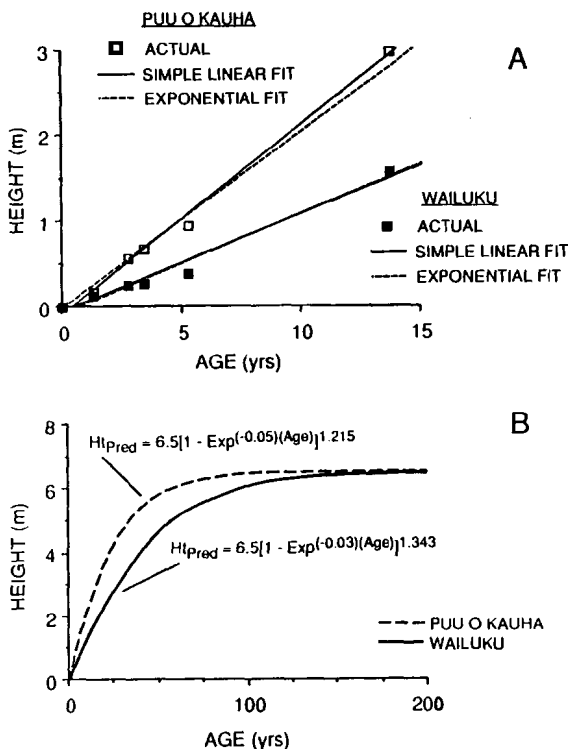 PUU O KAUHA
ACTUAL
SIMPLE LINEAR FIT
EXPONENTIAL FIT
A
3
2
1
0
HEIGHT (m)
WAILUKU
ACTUAL
SIMPLE LINEAR FIT
EXPONENTIAL FIT
0 5 10 15
AGE (yrs)
B
8
6
4
2
0
HEIGHT (m)
HtPred = 6.5[1 - Exp(-0.05)(Age)]1.215
HtPred = 6.5[1 - Exp(-0.03)(Age)]1.343
PUU O KAUHA
WAILUKU
0 100 200
AGE (yrs)